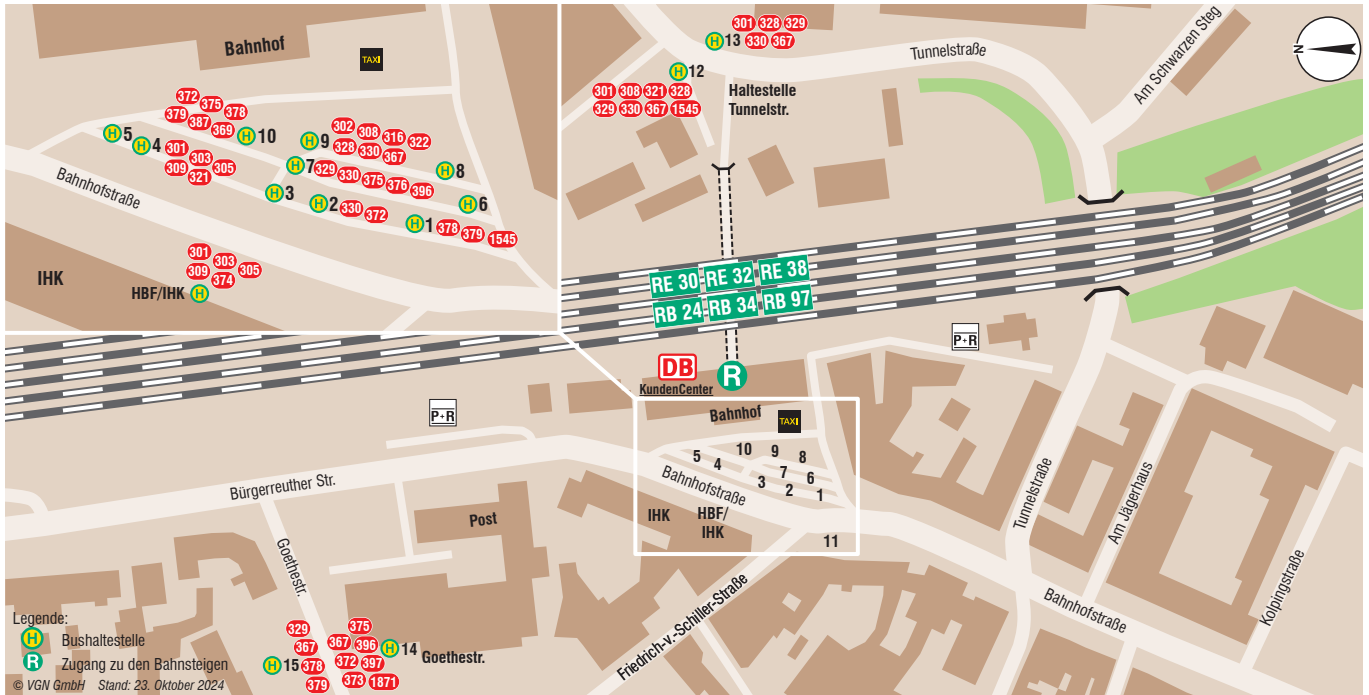 Bahnhof
TAXI
372
375
378
379
387
369
H 10
H 5
H 4
301
303
305
309
321
H 9
302
308
316
322
328
330
367
H 7
329
330
375
376
396
H 8
H 3
H 2
330
372
H 6
H 1
378
379
1545
Bahnhofstraße
IHK
301
303
305
309
374
HBF/IHK H
301 328 329
H 13 330 367
H 12
301 308 321 328
329 330 367 1545
Haltestelle
Tunnelstr.
Tunnelstraße
Am Schwarzen Steg
N
RE 30 RE 32 RE 38
RB 24 RB 34 RB 97
DB
KundenCenter
R
P+R
P+R
Bahnhof
TAXI
5
4
10
9
8
3
7
2
6
1
Bahnhofstraße
IHK
HBF/
IHK
11
Bürgerreuther Str.
Post
Goethestr.
Friedrich-v.-Schiller-Straße
Tunnelstraße
Am Jägerhaus
Bahnhofstraße
Kolpingstraße
329
367
H 15 378
379
375
367 396
372 397
373 1871
H 14
Goethestr.
Legende:
H Bushaltestelle
R Zugang zu den Bahnsteigen
© VGN GmbH Stand: 23. Oktober 2024